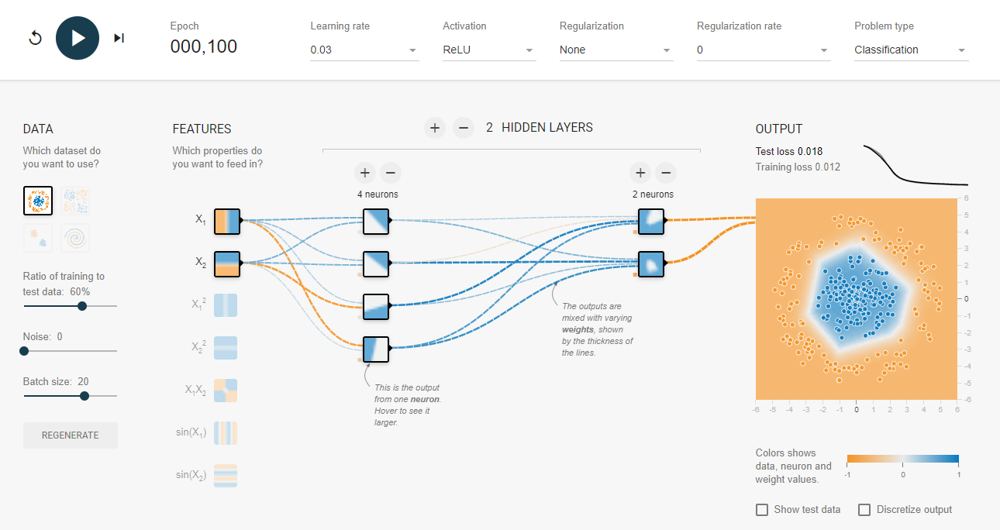 Epoch
000,100
Learning rate
0.03
Activation
ReLU
Regularization
None
Regularization rate
0
Problem type
Classification
DATA
Which dataset do
you want to use?
Ratio of training to
test data: 60%
Noise: 0
Batch size: 20
REGENERATE
FEATURES
Which properties do
you want to feed in?
X1
X2
X1²
X2²
X1X2
sin(X1)
sin(X2)
+ − 2 HIDDEN LAYERS
+ −
4 neurons
+ −
2 neurons
The outputs are
mixed with varying
weights, shown
by the thickness of
the lines.
This is the output
from one neuron.
Hover to see it
larger.
OUTPUT
Test loss 0.018
Training loss 0.012
6
5
4
3
2
1
0
-1
-2
-3
-4
-5
-6
-6 -5 -4 -3 -2 -1 0 1 2 3 4 5 6
Colors shows
data, neuron and
weight values.
-1 0 1
Show test data
Discretize output